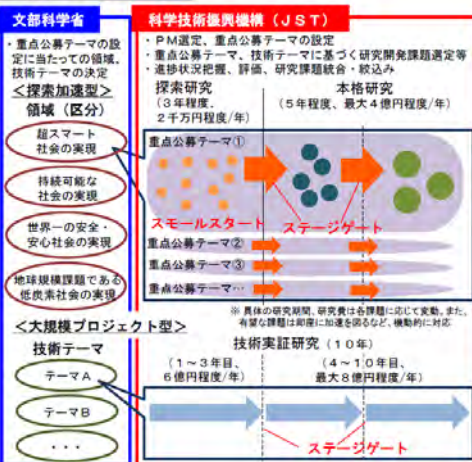 文部科学省
・重点公募テーマの設
定に当たっての領域、
技術テーマの決定
<探索加速型>
領域（区分）
超スマート
社会の実現
持続可能な
社会の実現
世界一の安全・
安心社会の実現
地球規模課題である
低炭素社会の実現
<大規模プロジェクト型>
技術テーマ
テーマA
テーマB
・・・
科学技術振興機構（JST）
・PM選定、重点公募テーマの設定
・重点公募テーマ、技術テーマに基づく研究開発課題選定等
・進捗状況把握、評価、研究課題統合・絞込み
探索研究
（3年程度、
2千万円程度/年）
本格研究
（5年程度、最大4億円程度/年）
重点公募テーマ①
スモールスタート
ステージゲート
重点公募テーマ②
重点公募テーマ③
重点公募テーマ…
※ 具体の研究期間、研究費は各課題に応じて変動。また、
有望な課題は即座に加速を図るなど、機動的に対応
技術実証研究（10年）
（1～3年目、
6億円程度/年）
（4～10年目、
最大8億円程度/年）
ステージゲート